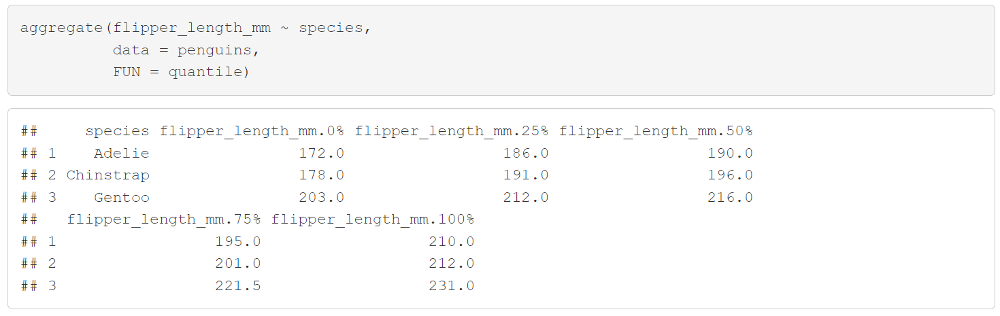 aggregate(flipper_length_mm ~ species,
          data = penguins,
          FUN = quantile)
##     species flipper_length_mm.0% flipper_length_mm.25% flipper_length_mm.50%
## 1    Adelie                172.0                 186.0                 190.0
## 2 Chinstrap                178.0                 191.0                 196.0
## 3    Gentoo                203.0                 212.0                 216.0
##   flipper_length_mm.75% flipper_length_mm.100%
## 1                 195.0                  210.0
## 2                 201.0                  212.0
## 3                 221.5                  231.0